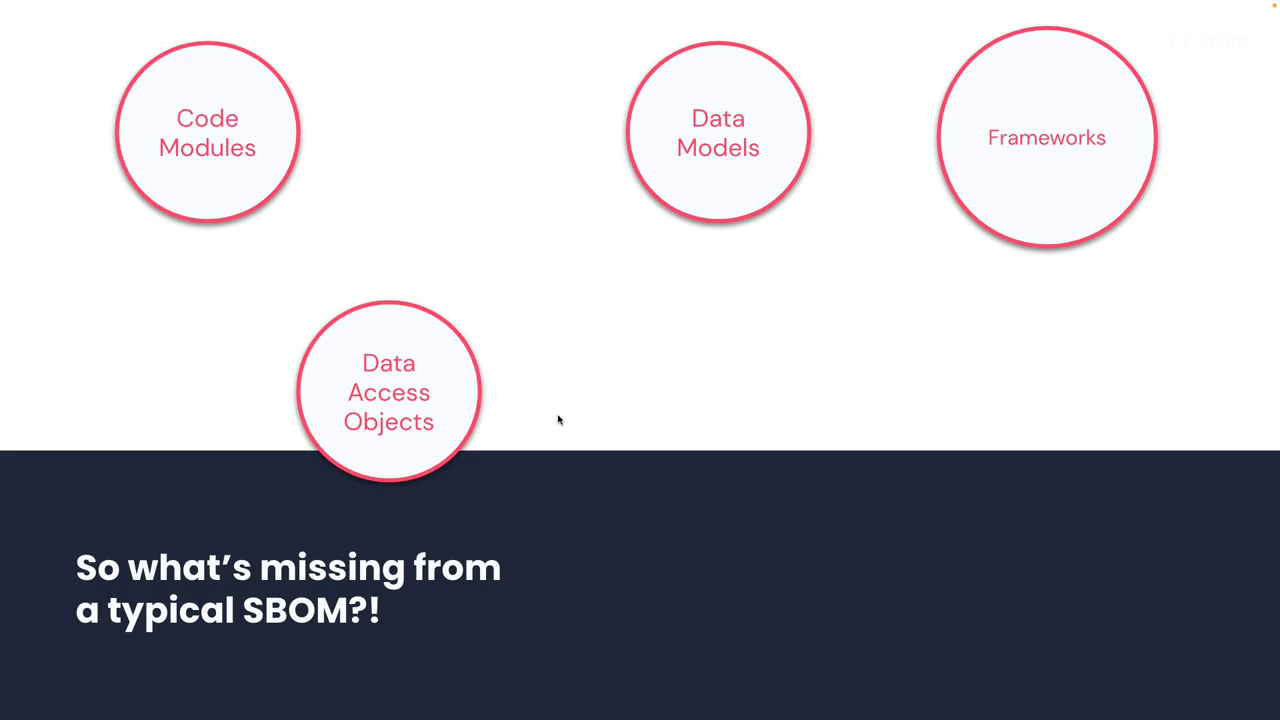 Code
Modules
Data
Models
Frameworks
Data
Access
Objects
So what's missing from
a typical SBOM?!